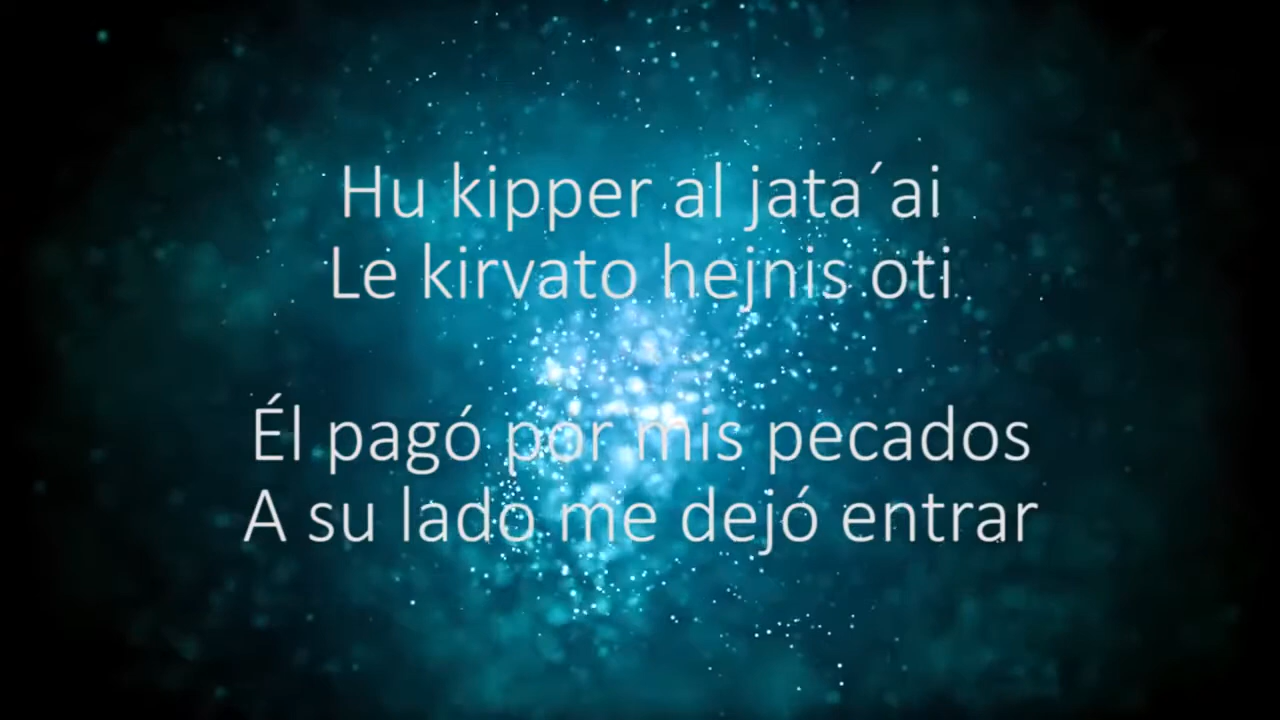 Hu kipper al jata´ai
Le kirvato hejnis oti
Él pagó por mis pecados
A su lado me dejó entrar